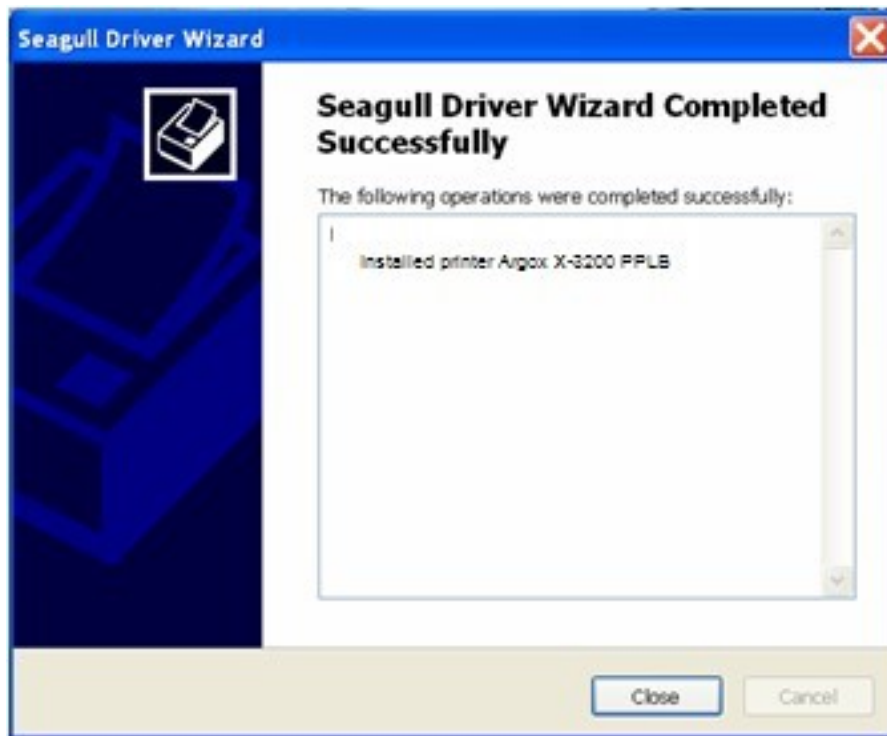 Seagull Driver Wizard
Seagull Driver Wizard Completed
Successfully
The following operations were completed successfully:
Installed printer Argox X-3200 PPLB
Close
Cancel